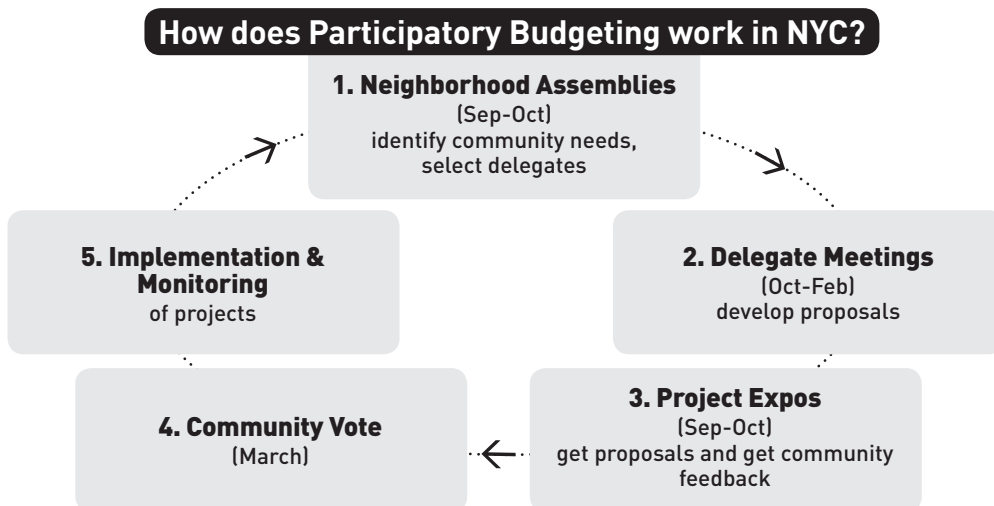 How does Participatory Budgeting work in NYC?
1. Neighborhood Assemblies
(Sep-Oct)
identify community needs,
select delegates
2. Delegate Meetings
(Oct-Feb)
develop proposals
3. Project Expos
(Sep-Oct)
get proposals and get community
feedback
4. Community Vote
(March)
5. Implementation &
Monitoring
of projects